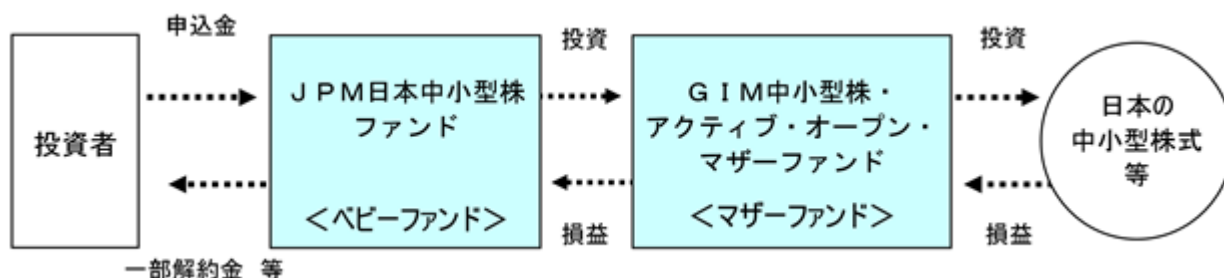 申込金
投資
投資
投資者
ＪＰＭ日本中小型株
ファンド
＜ベビーファンド＞
ＧＩＭ中小型株・
アクティブ・オープン・
マザーファンド
＜マザーファンド＞
日本の
中小型株式
等
一部解約金 等
損益
損益